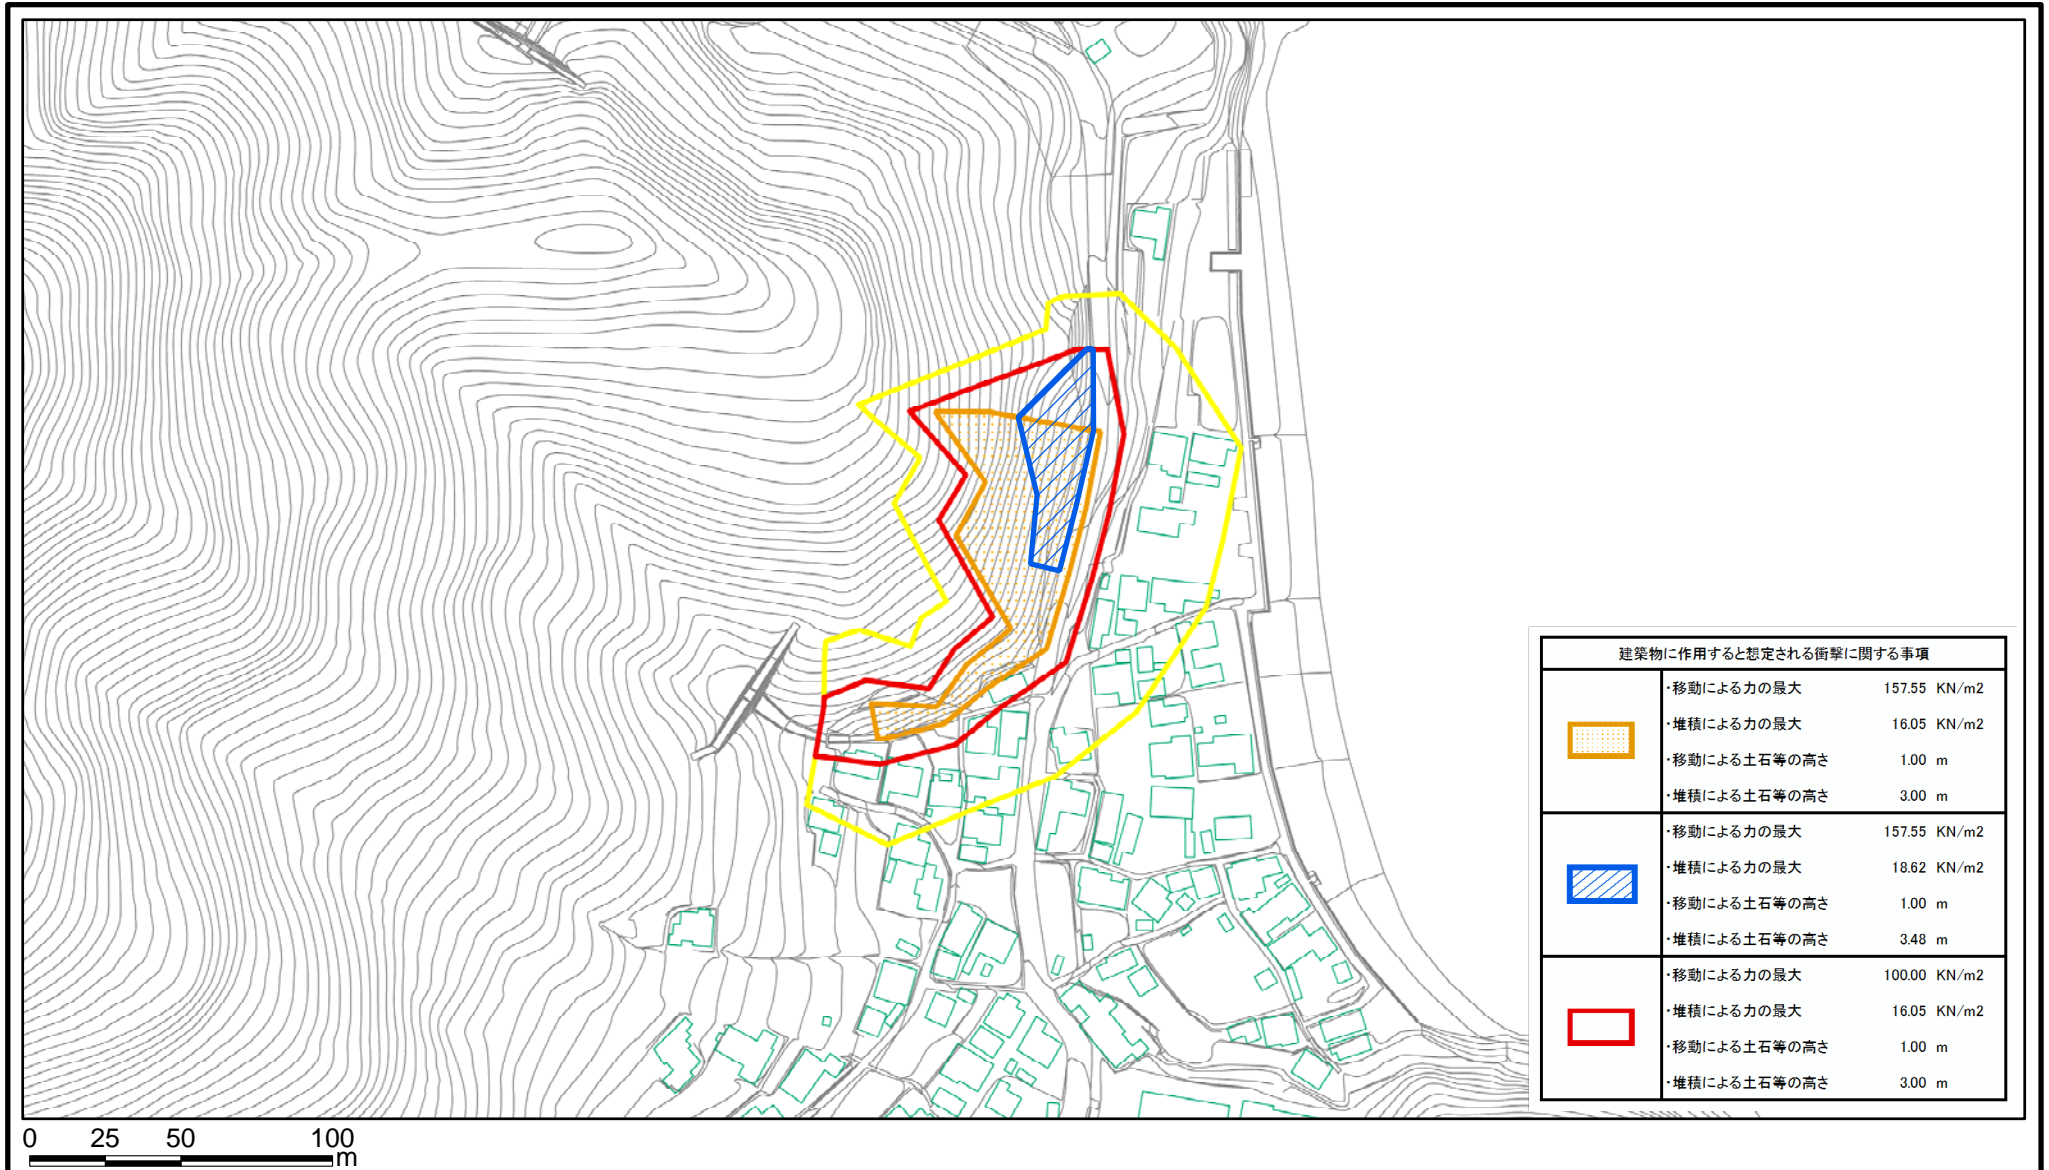 建築物に作用すると想定される衝撃に関する事項
・移動による力の最大 157.55 KN/m2
・堆積による力の最大 16.05 KN/m2
・移動による土石等の高さ 1.00 m
・堆積による土石等の高さ 3.00 m
・移動による力の最大 157.55 KN/m2
・堆積による力の最大 18.62 KN/m2
・移動による土石等の高さ 1.00 m
・堆積による土石等の高さ 3.48 m
・移動による力の最大 100.00 KN/m2
・堆積による力の最大 16.05 KN/m2
・移動による土石等の高さ 1.00 m
・堆積による土石等の高さ 3.00 m
0 25 50 100
m